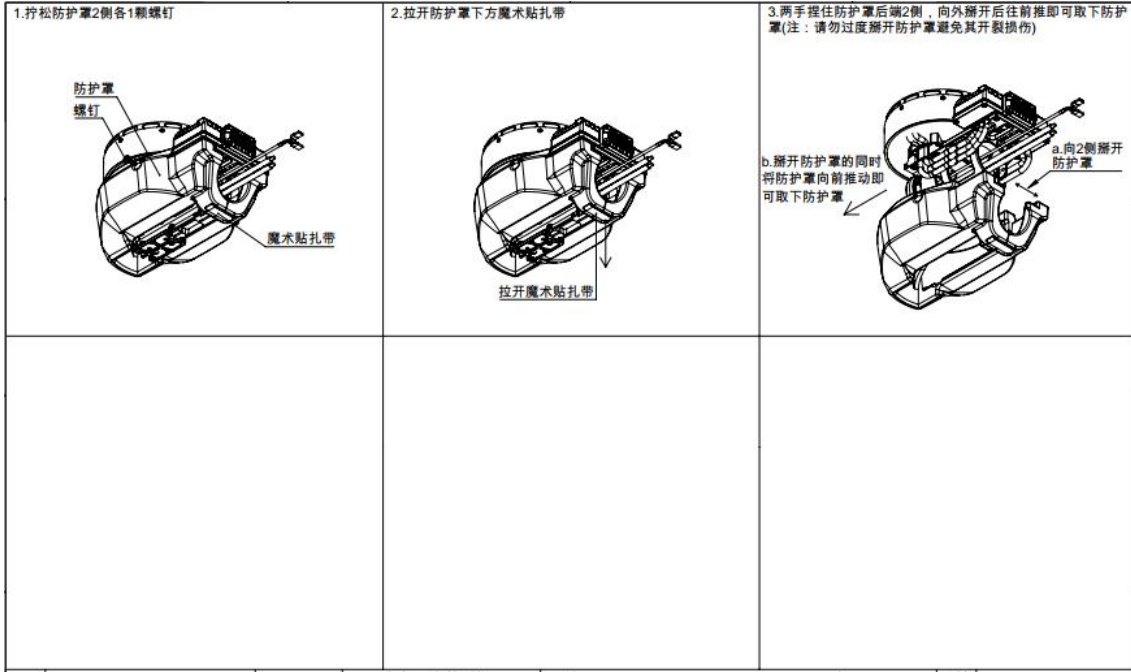 1.拧松防护罩2侧各1颗螺钉
防护罩
螺钉
魔术贴扎带
2.拉开防护罩下方魔术贴扎带
拉开魔术贴扎带
3.两手捏住防护罩后端2侧，向外掰开后往前推即可取下防护
罩(注：请勿过度掰开防护罩避免其开裂损伤)
a.向2侧掰开
防护罩
b.掰开防护罩的同时
将防护罩向前推动即
可取下防护罩